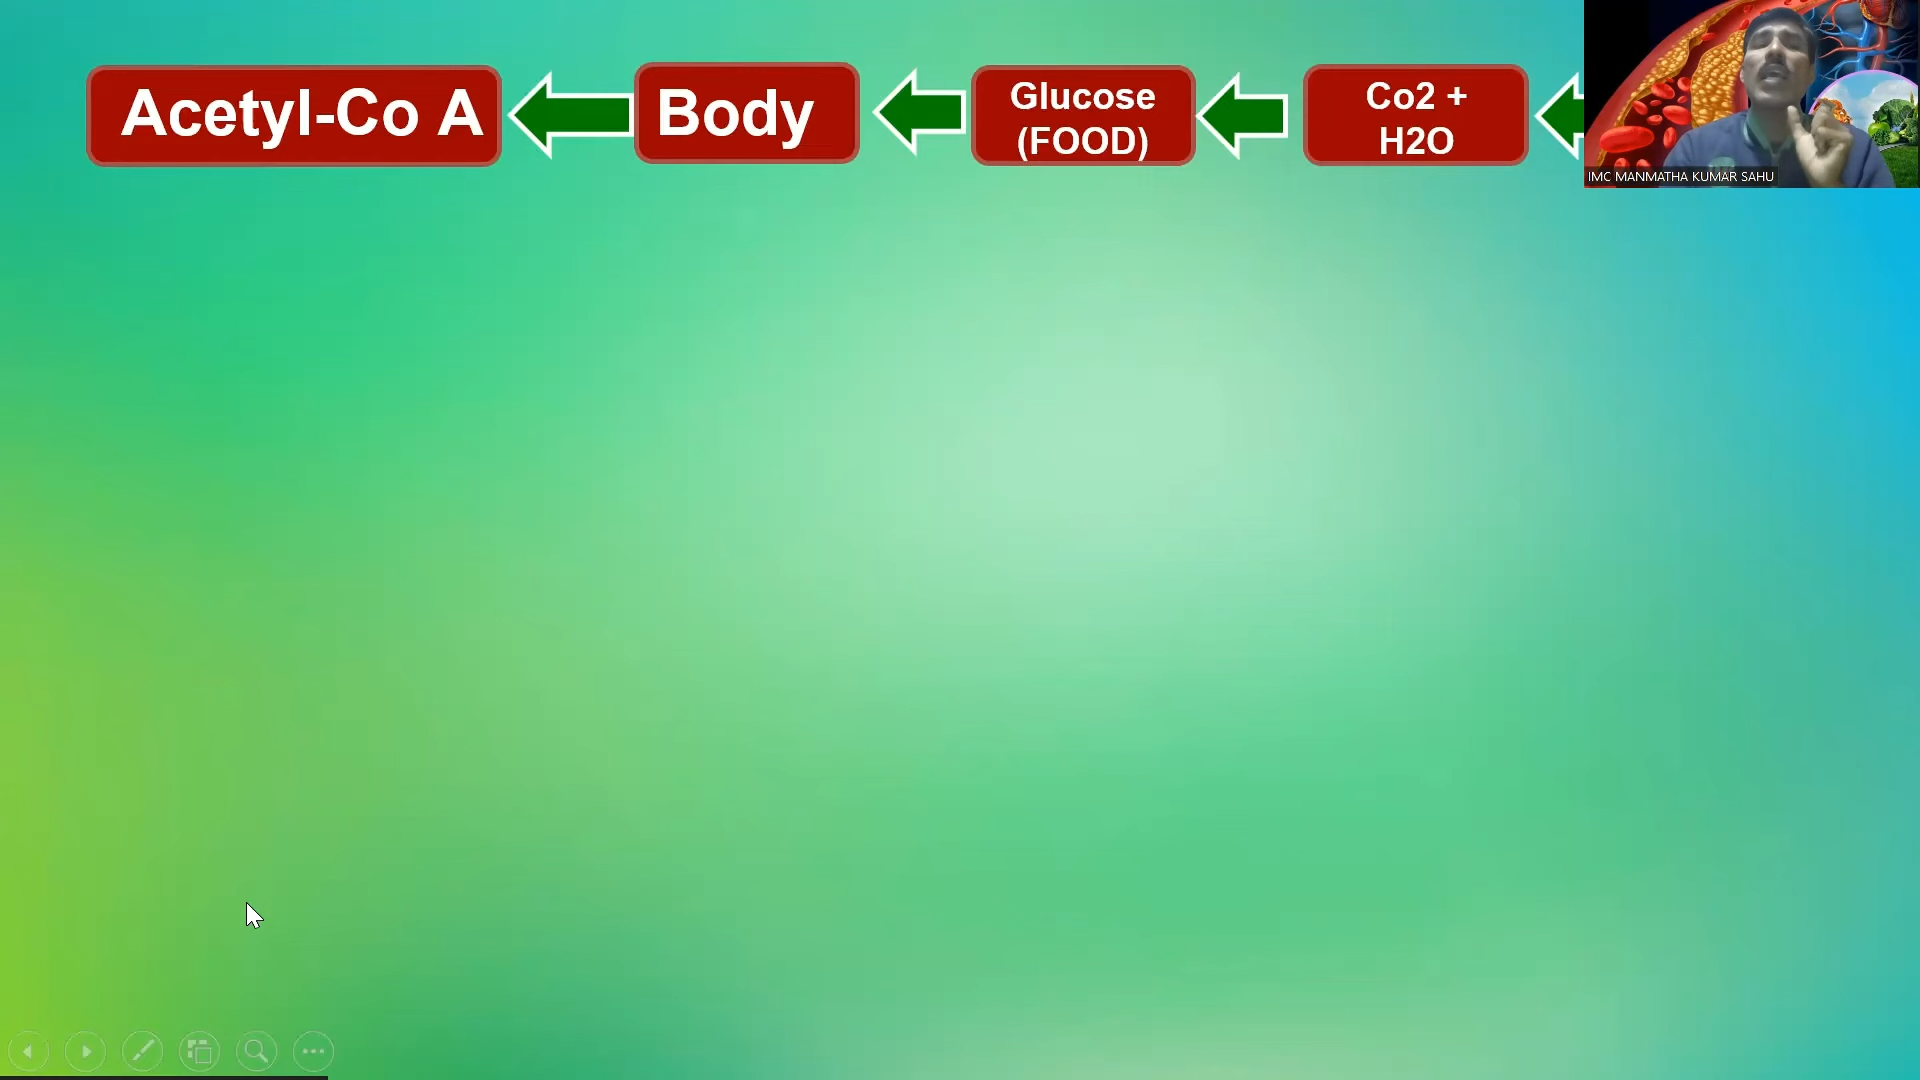 Acetyl-Co A
Body
Glucose
(FOOD)
Co2 +
H2O
IMC MANMATHA KUMAR SAHU